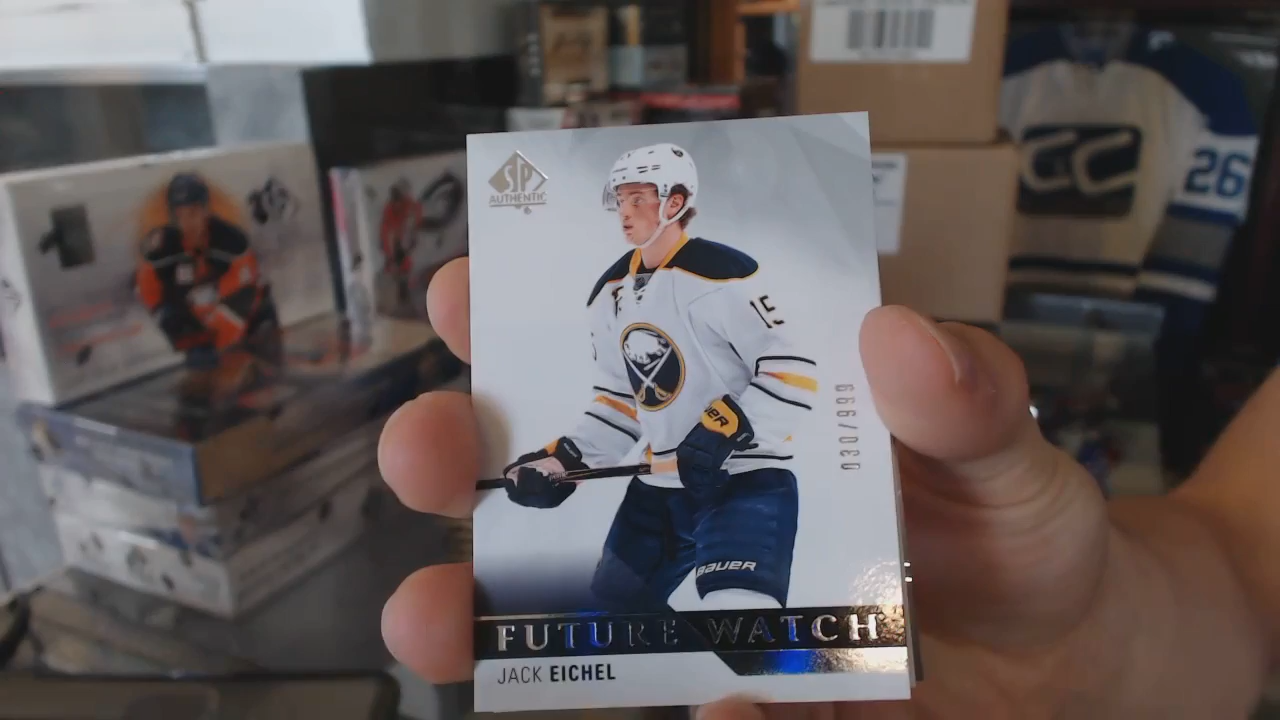 SP
AUTHENTIC
15
BAUER
030/999
FUTURE WATCH
JACK EICHEL
26